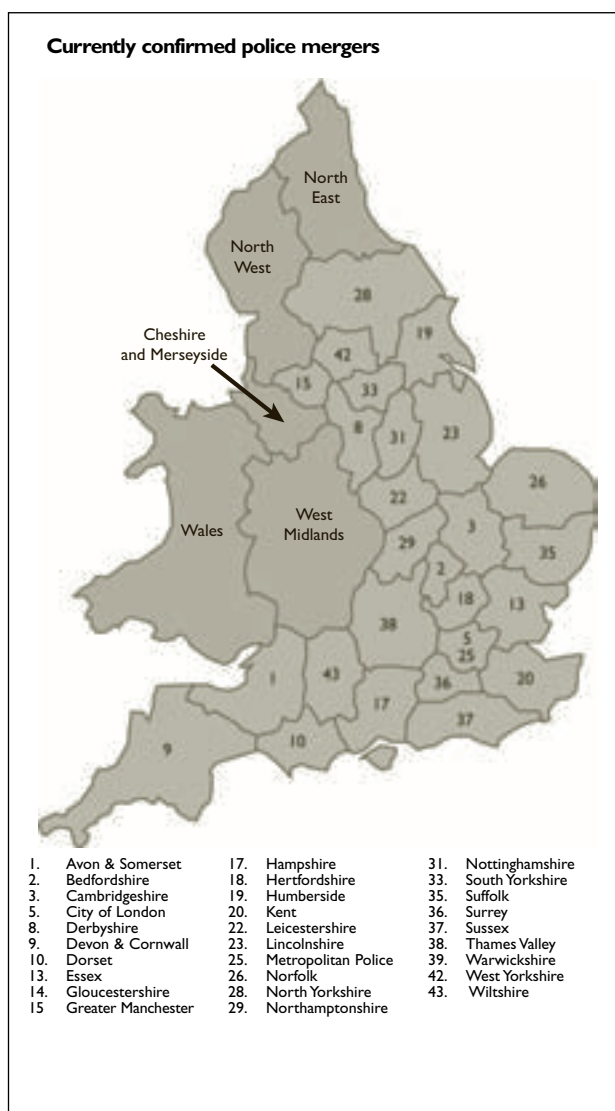 Currently confirmed police mergers
North
East
North
West
28
Cheshire
and Merseyside
19
42
15
33
8
31
23
26
22
Wales
West
Midlands
3
29
35
2
18
13
38
5
25
1
43
36
20
17
37
9
10
1. Avon & Somerset
2. Bedfordshire
3. Cambridgeshire
5. City of London
8. Derbyshire
9. Devon & Cornwall
10. Dorset
13. Essex
14. Gloucestershire
15 Greater Manchester
17. Hampshire
18. Hertfordshire
19. Humberside
20. Kent
22. Leicestershire
23. Lincolnshire
25. Metropolitan Police
26. Norfolk
28. North Yorkshire
29. Northamptonshire
31. Nottinghamshire
33. South Yorkshire
35. Suffolk
36. Surrey
37. Sussex
38. Thames Valley
39. Warwickshire
42. West Yorkshire
43. Wiltshire